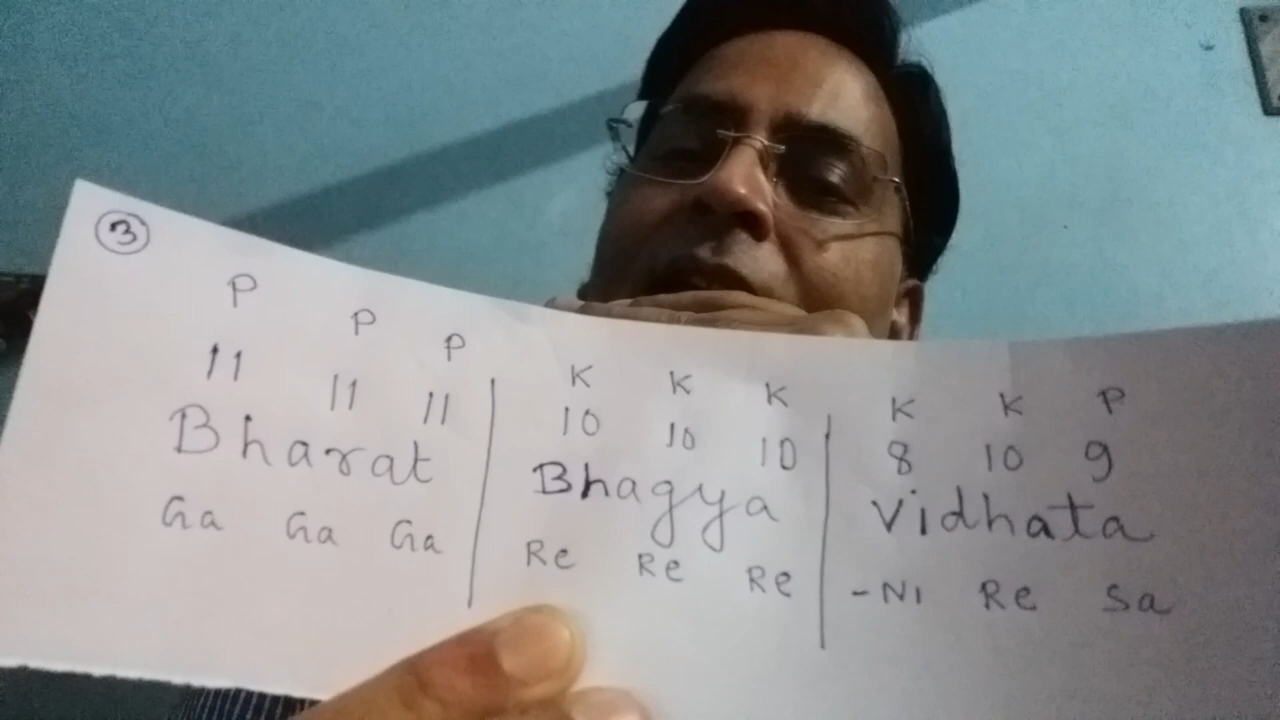 3
P P P | K K K | K K P
11 11 11 | 10 10 10 | 8 10 9
Bharat | Bhagya | Vidhata
Ga Ga Ga | Re Re Re | -Ni Re Sa